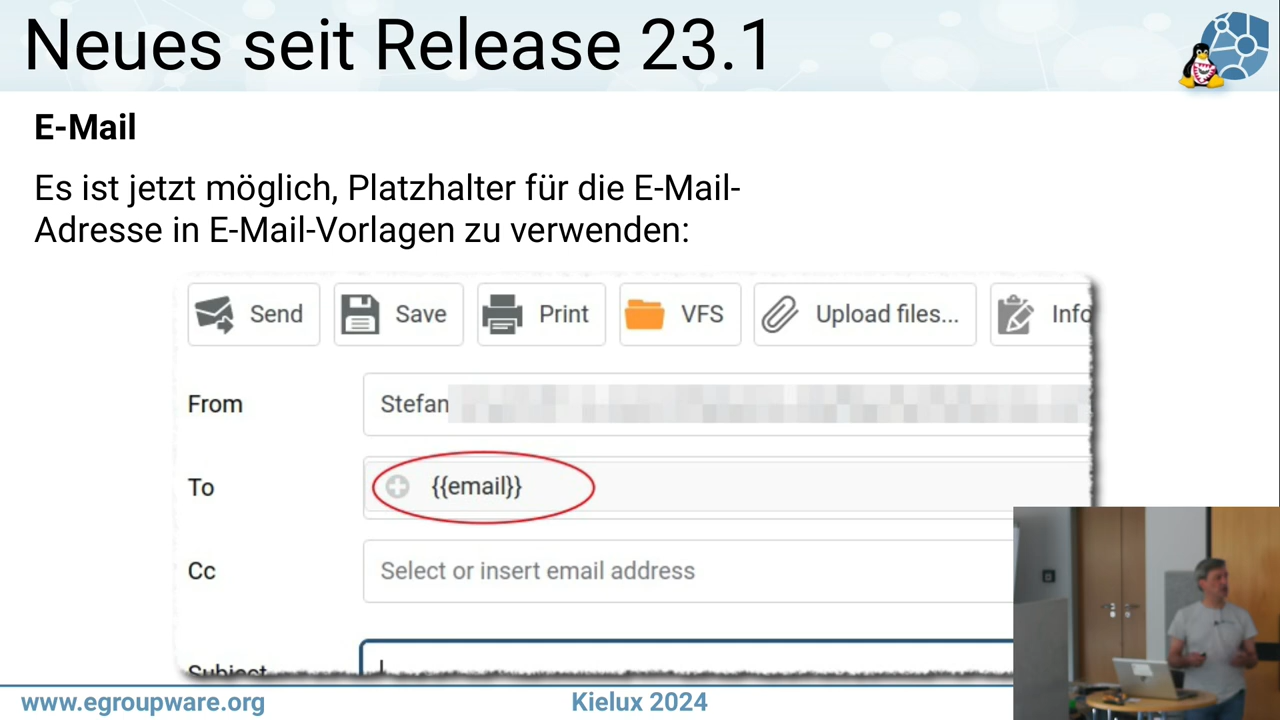 Neues seit Release 23.1
E-Mail
Es ist jetzt möglich, Platzhalter für die E-Mail-
Adresse in E-Mail-Vorlagen zu verwenden:
Send Save Print VFS Upload files... Info
From Stefan
To {{email}}
Cc Select or insert email address
Subject
www.egroupware.org Kielux 2024